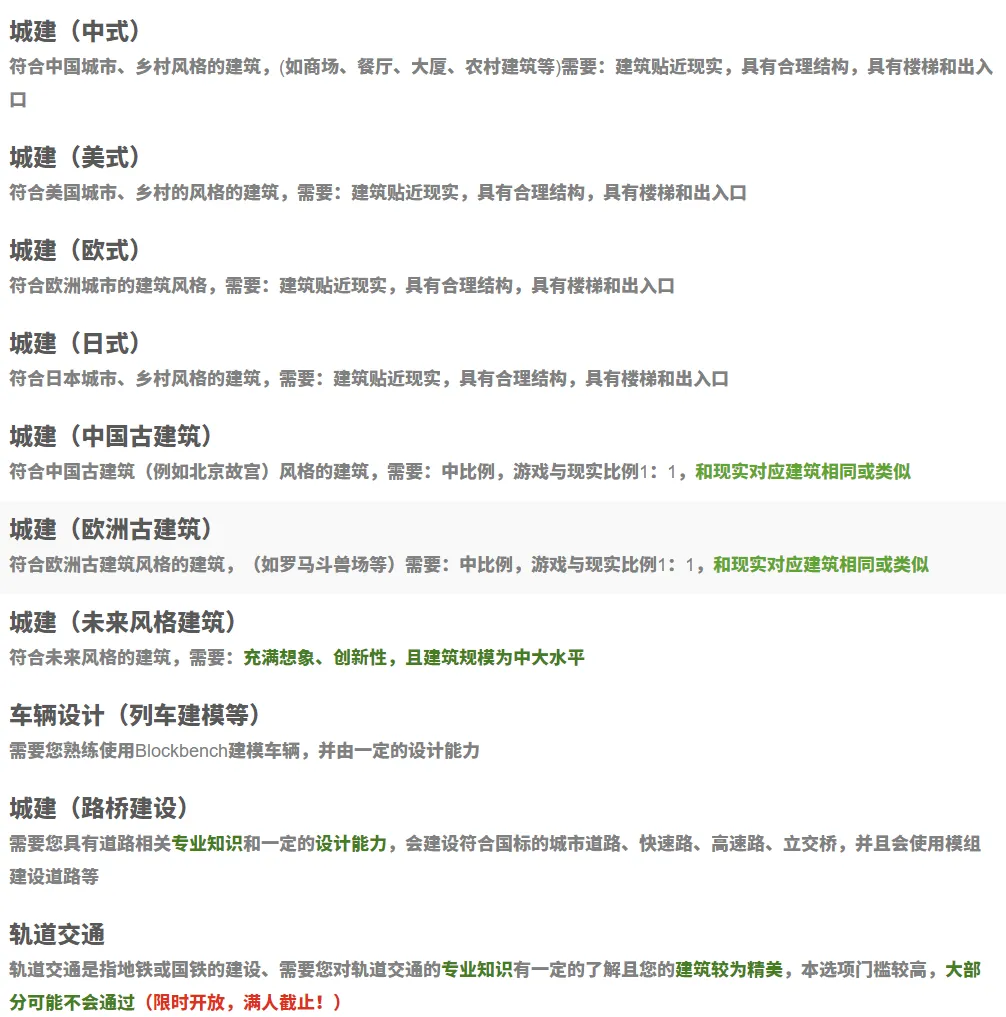 城建（中式）
符合中国城市、乡村风格的建筑，(如商场、餐厅、大厦、农村建筑等)需要：建筑贴近现实，具有合理结构，具有楼梯和出入
口
城建（美式）
符合美国城市、乡村的风格的建筑，需要：建筑贴近现实，具有合理结构，具有楼梯和出入口
城建（欧式）
符合欧洲城市的建筑风格，需要：建筑贴近现实，具有合理结构，具有楼梯和出入口
城建（日式）
符合日本城市、乡村风格的建筑，需要：建筑贴近现实，具有合理结构，具有楼梯和出入口
城建（中国古建筑）
符合中国古建筑（例如北京故宫）风格的建筑，需要：中比例，游戏与现实比例1：1，和现实对应建筑相同或类似
城建（欧洲古建筑）
符合欧洲古建筑风格的建筑，（如罗马斗兽场等）需要：中比例，游戏与现实比例1：1，和现实对应建筑相同或类似
城建（未来风格建筑）
符合未来风格的建筑，需要：充满想象、创新性，且建筑规模为中大水平
车辆设计（列车建模等）
需要您熟练使用Blockbench建模车辆，并由一定的设计能力
城建（路桥建设）
需要您具有道路相关专业知识和一定的设计能力，会建设符合国标的城市道路、快速路、高速路、立交桥，并且会使用模组
建设道路等
轨道交通
轨道交通是指地铁或国铁的建设、需要您对轨道交通的专业知识有一定的了解且您的建筑较为精美，本选项门槛较高，大部
分可能不会通过（限时开放，满人截止！）